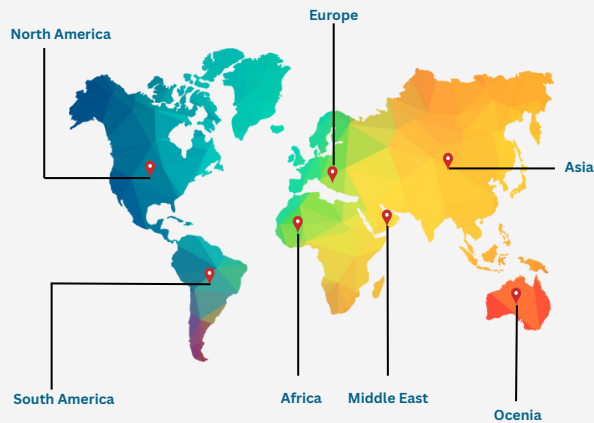 Europe
North America
Asia
South America
Africa
Middle East
Ocenia